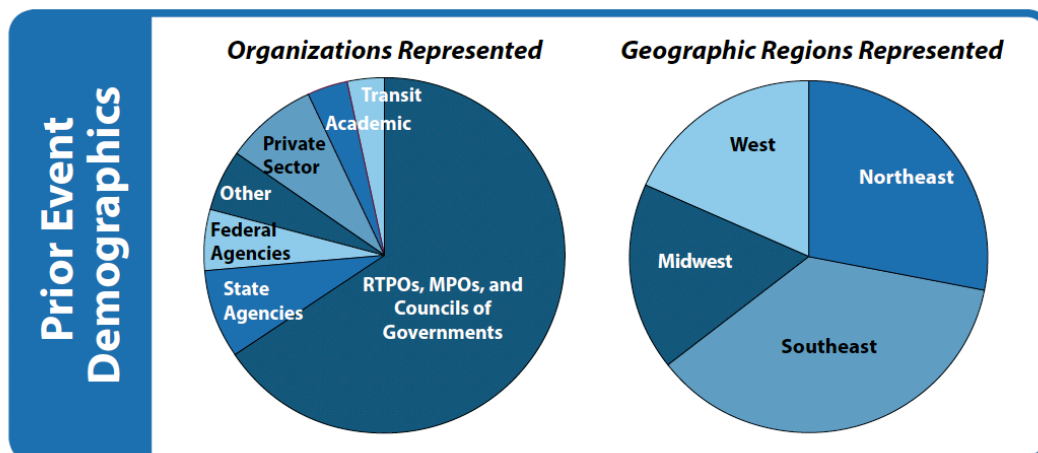 Prior Event
Demographics
Organizations Represented
Transit
Academic
Private
Sector
Other
Federal
Agencies
State
Agencies
RTPOs, MPOs, and
Councils of
Governments
Geographic Regions Represented
West
Northeast
Midwest
Southeast